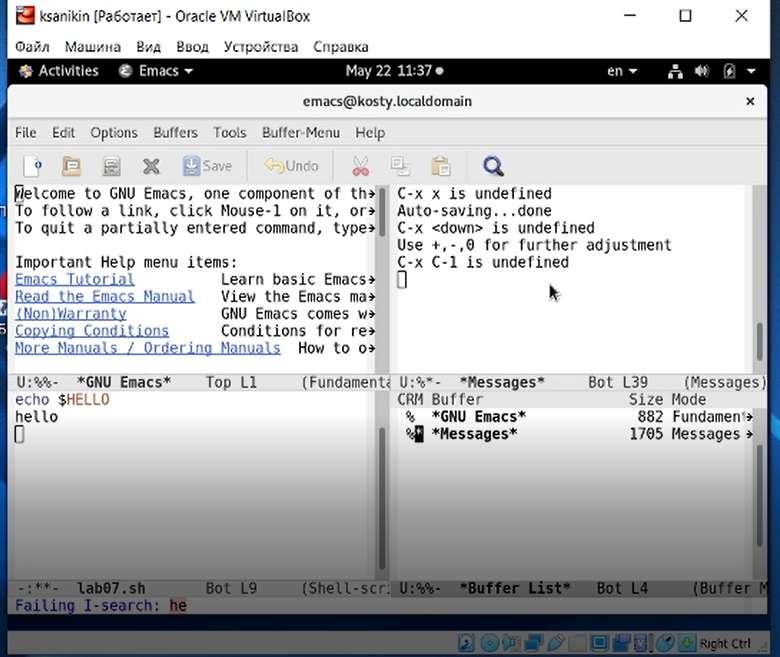 ksanikin [Работает] - Oracle VM VirtualBox
Файл Машина Вид Ввод Устройства Справка
Activities Emacs May 22 11:37 en
emacs@kosty.localdomain
File Edit Options Buffers Tools Buffer-Menu Help
Save Undo
Welcome to GNU Emacs, one component of th
To follow a link, click Mouse-1 on it, or
To quit a partially entered command, type
Important Help menu items:
Emacs Tutorial Learn basic Emacs
Read the Emacs Manual View the Emacs ma
(Non)Warranty GNU Emacs comes w
Copying Conditions Conditions for re
More Manuals / Ordering Manuals How to o
U:%%- *GNU Emacs* Top L1 (Fundamenta
C-x x is undefined
Auto-saving...done
C-x <down> is undefined
Use +,-,0 for further adjustment
C-x C-1 is undefined
U:%*- *Messages* Bot L39 (Messages)
echo $HELLO
hello
-:**- lab07.sh Bot L9 (Shell-scr
CRM Buffer Size Mode
% *GNU Emacs* 882 Fundamen
%* *Messages* 1705 Messages
U:%%- *Buffer List* Bot L4 (Buffer M
Failing I-search: he
Right Ctrl